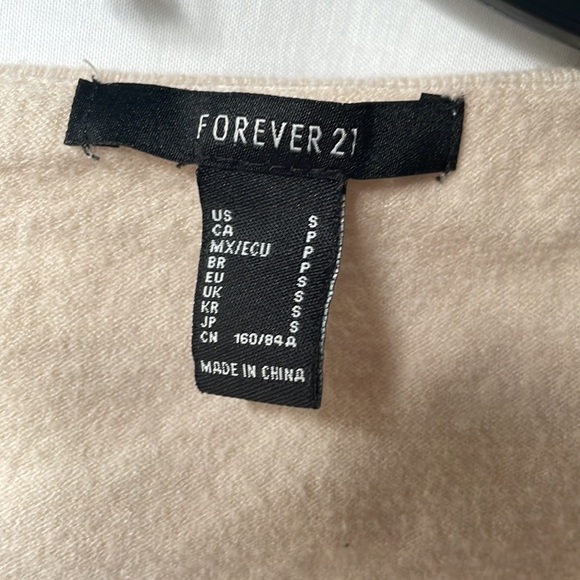 FOREVER 21
US S
CA P
MX/ECU P
BR P
EU S
UK S
KR S
JP S
CN 160/84A
MADE IN CHINA